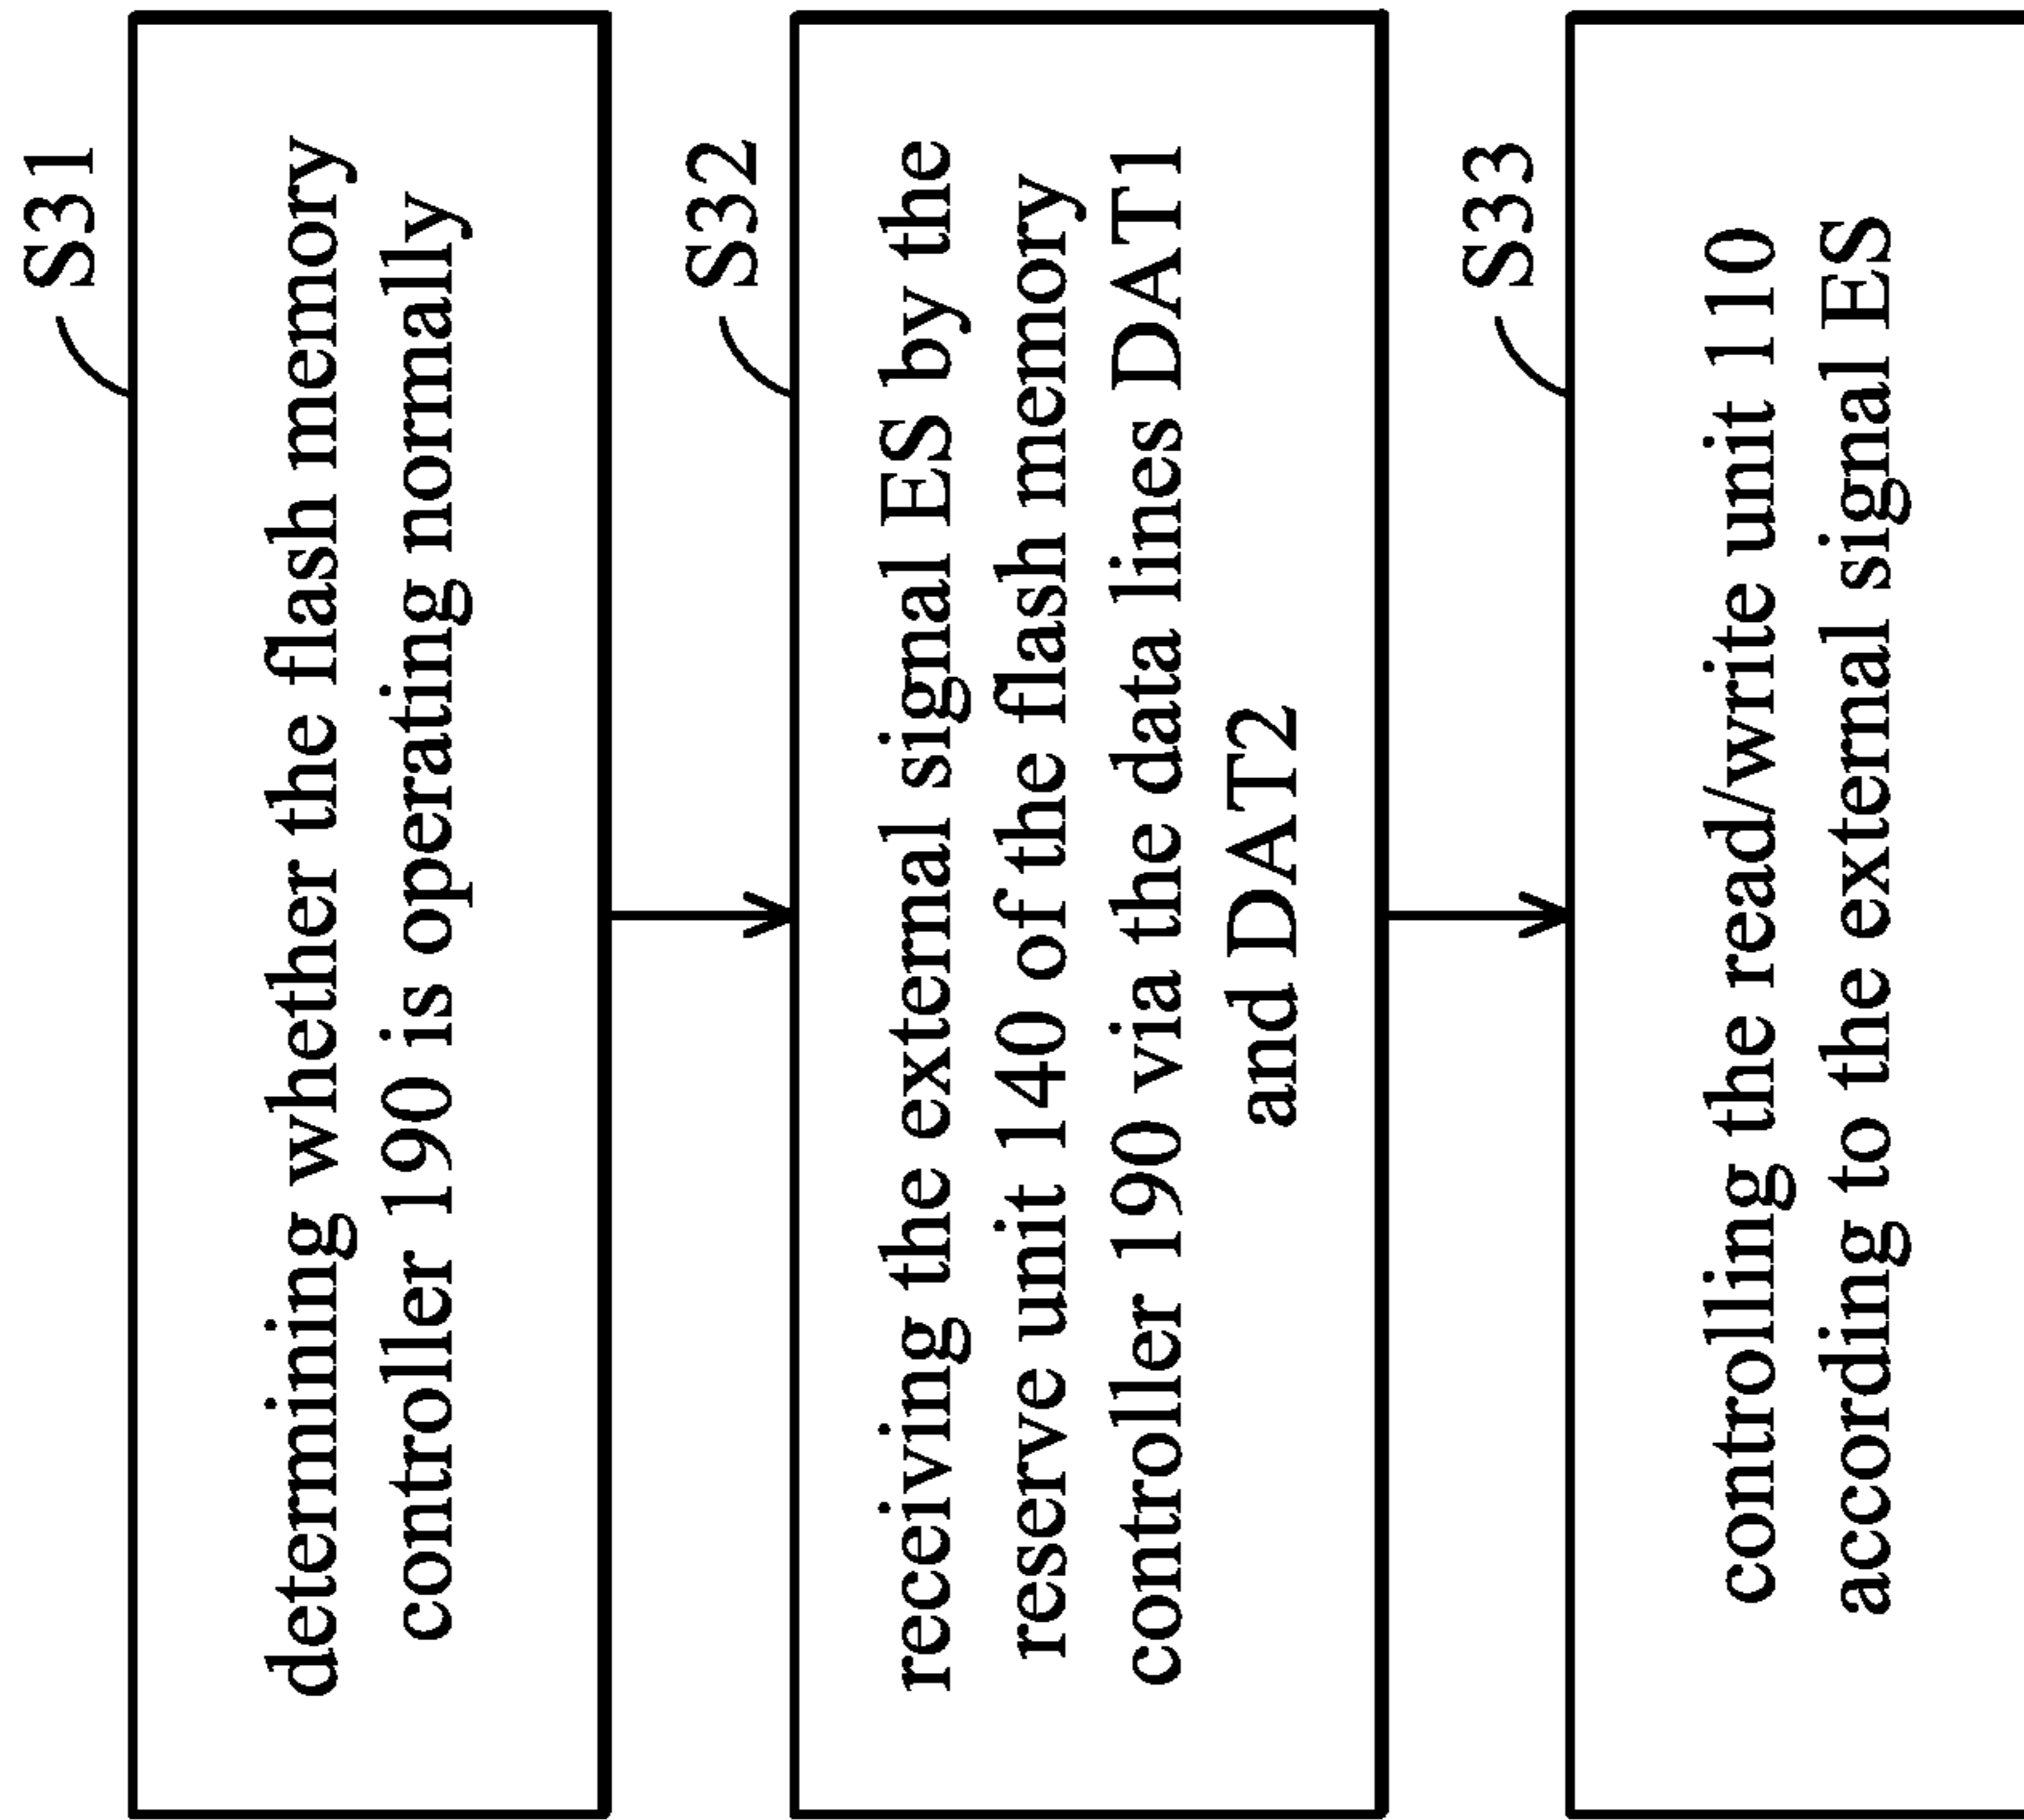 S31
determining whether the flash memory
controller 190 is operating normally
S32
receiving the external signal ES by the
reserve unit 140 of the flash memory
controller 190 via the data lines DAT1
and DAT2
S33
controlling the read/write unit 110
according to the external signal ES